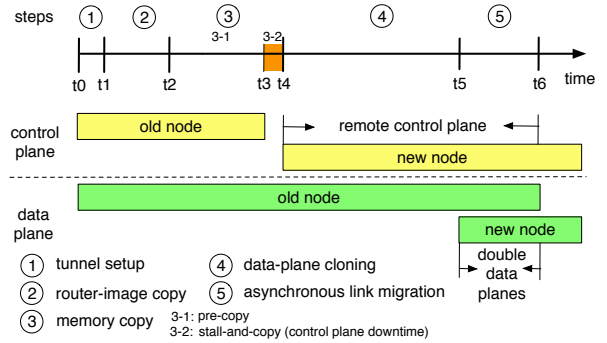 steps 1 2 3 4 5
3-1 3-2
t0 t1 t2 t3 t4 t5 t6 time
control plane
old node
remote control plane
new node
data plane
old node
new node
double data planes
1 tunnel setup
2 router-image copy
3 memory copy
3-1: pre-copy
3-2: stall-and-copy (control plane downtime)
4 data-plane cloning
5 asynchronous link migration